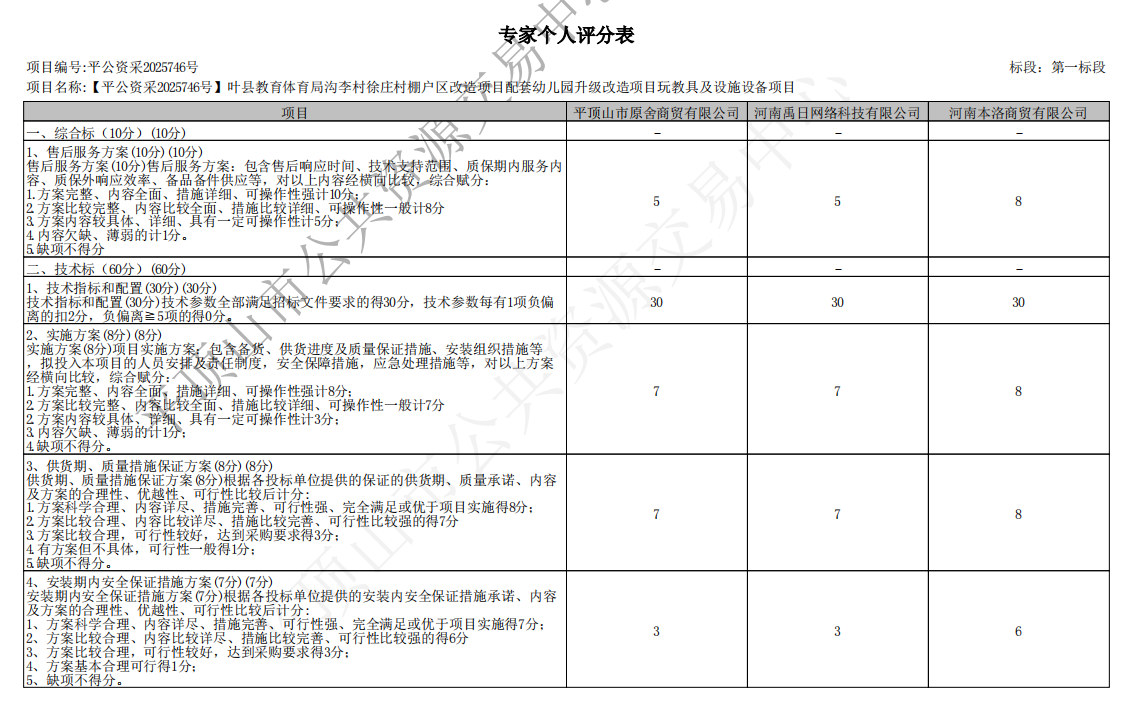 专家个人评分表
项目编号:平公资采2025746号 标段：第一标段
项目名称:【平公资采2025746号】叶县教育体育局沟李村徐庄村棚户区改造项目配套幼儿园升级改造项目玩教具及设施设备项目
项目 平顶山市原舍商贸有限公司 河南禹日网络科技有限公司 河南本洛商贸有限公司
一、综合标（10分）(10分) － － －
1、售后服务方案(10分)(10分)
售后服务方案(10分)售后服务方案：包含售后响应时间、技术支持范围、质保期内服务内
容、质保外响应效率、备品备件供应等，对以上内容经横向比较，综合赋分：
1.方案完整、内容全面、措施详细、可操作性强计10分；
2.方案比较完整、内容比较全面、措施比较详细、可操作性一般计8分
3.方案内容较具体、详细、具有一定可操作性计5分；
4.内容欠缺、薄弱的计1分。
5.缺项不得分
5 5 8
二、技术标（60分）(60分) － － －
1、技术指标和配置(30分)(30分)
技术指标和配置(30分)技术参数全部满足招标文件要求的得30分，技术参数每有1项负偏
离的扣2分，负偏离≧5项的得0分。
30 30 30
2、实施方案(8分)(8分)
实施方案(8分)项目实施方案：包含备货、供货进度及质量保证措施、安装组织措施等
，拟投入本项目的人员安排及责任制度，安全保障措施，应急处理措施等，对以上方案
经横向比较，综合赋分：
1.方案完整、内容全面、措施详细、可操作性强计8分；
2.方案比较完整、内容比较全面、措施比较详细、可操作性一般计7分
2.方案内容较具体、详细、具有一定可操作性计3分；
3.内容欠缺、薄弱的计1分；
4.缺项不得分。
7 7 8
3、供货期、质量措施保证方案(8分)(8分)
供货期、质量措施保证方案(8分)根据各投标单位提供的保证的供货期、质量承诺、内容
及方案的合理性、优越性、可行性比较后计分：
1.方案科学合理、内容详尽、措施完善、可行性强、完全满足或优于项目实施得8分；
2.方案比较合理、内容比较详尽、措施比较完善、可行性比较强的得7分
3.方案比较合理，可行性较好，达到采购要求得3分；
4.有方案但不具体，可行性一般得1分；
5.缺项不得分。
7 7 8
4、安装期内安全保证措施方案(7分)(7分)
安装期内安全保证措施方案(7分)根据各投标单位提供的安装内安全保证措施承诺、内容
及方案的合理性、优越性、可行性比较后计分：
1、方案科学合理、内容详尽、措施完善、可行性强、完全满足或优于项目实施得7分；
2、方案比较合理、内容比较详尽、措施比较完善、可行性比较强的得6分
3、方案比较合理，可行性较好，达到采购要求得3分；
4、方案基本合理可行得1分；
5、缺项不得分。
3 3 6
平顶山市公共资源交易中心
顶山市公共资源交易中心